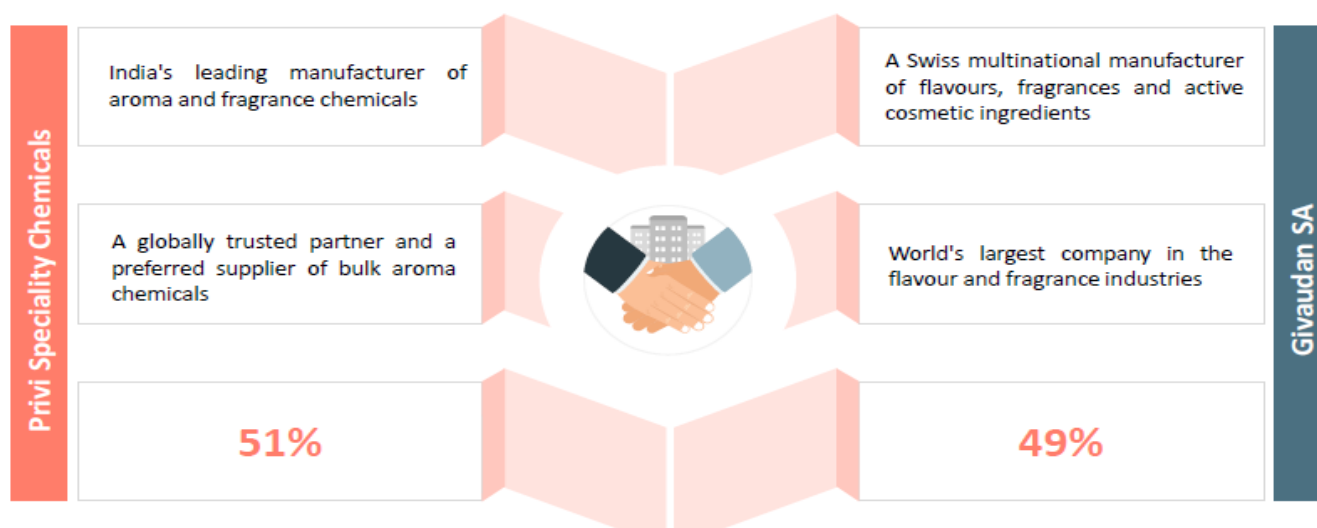 Privi Speciality Chemicals
India's leading manufacturer of
aroma and fragrance chemicals
A globally trusted partner and a
preferred supplier of bulk aroma
chemicals
51%
A Swiss multinational manufacturer
of flavours, fragrances and active
cosmetic ingredients
World's largest company in the
flavour and fragrance industries
49%
Givaudan SA